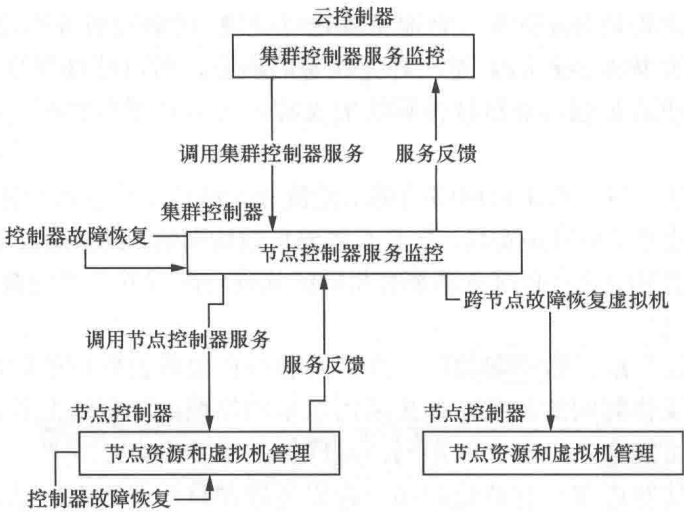 云控制器
集群控制器服务监控
调用集群控制器服务
服务反馈
集群控制器
控制器故障恢复
节点控制器服务监控
跨节点故障恢复虚拟机
调用节点控制器服务
服务反馈
节点控制器
节点控制器
节点资源和虚拟机管理
节点资源和虚拟机管理
控制器故障恢复